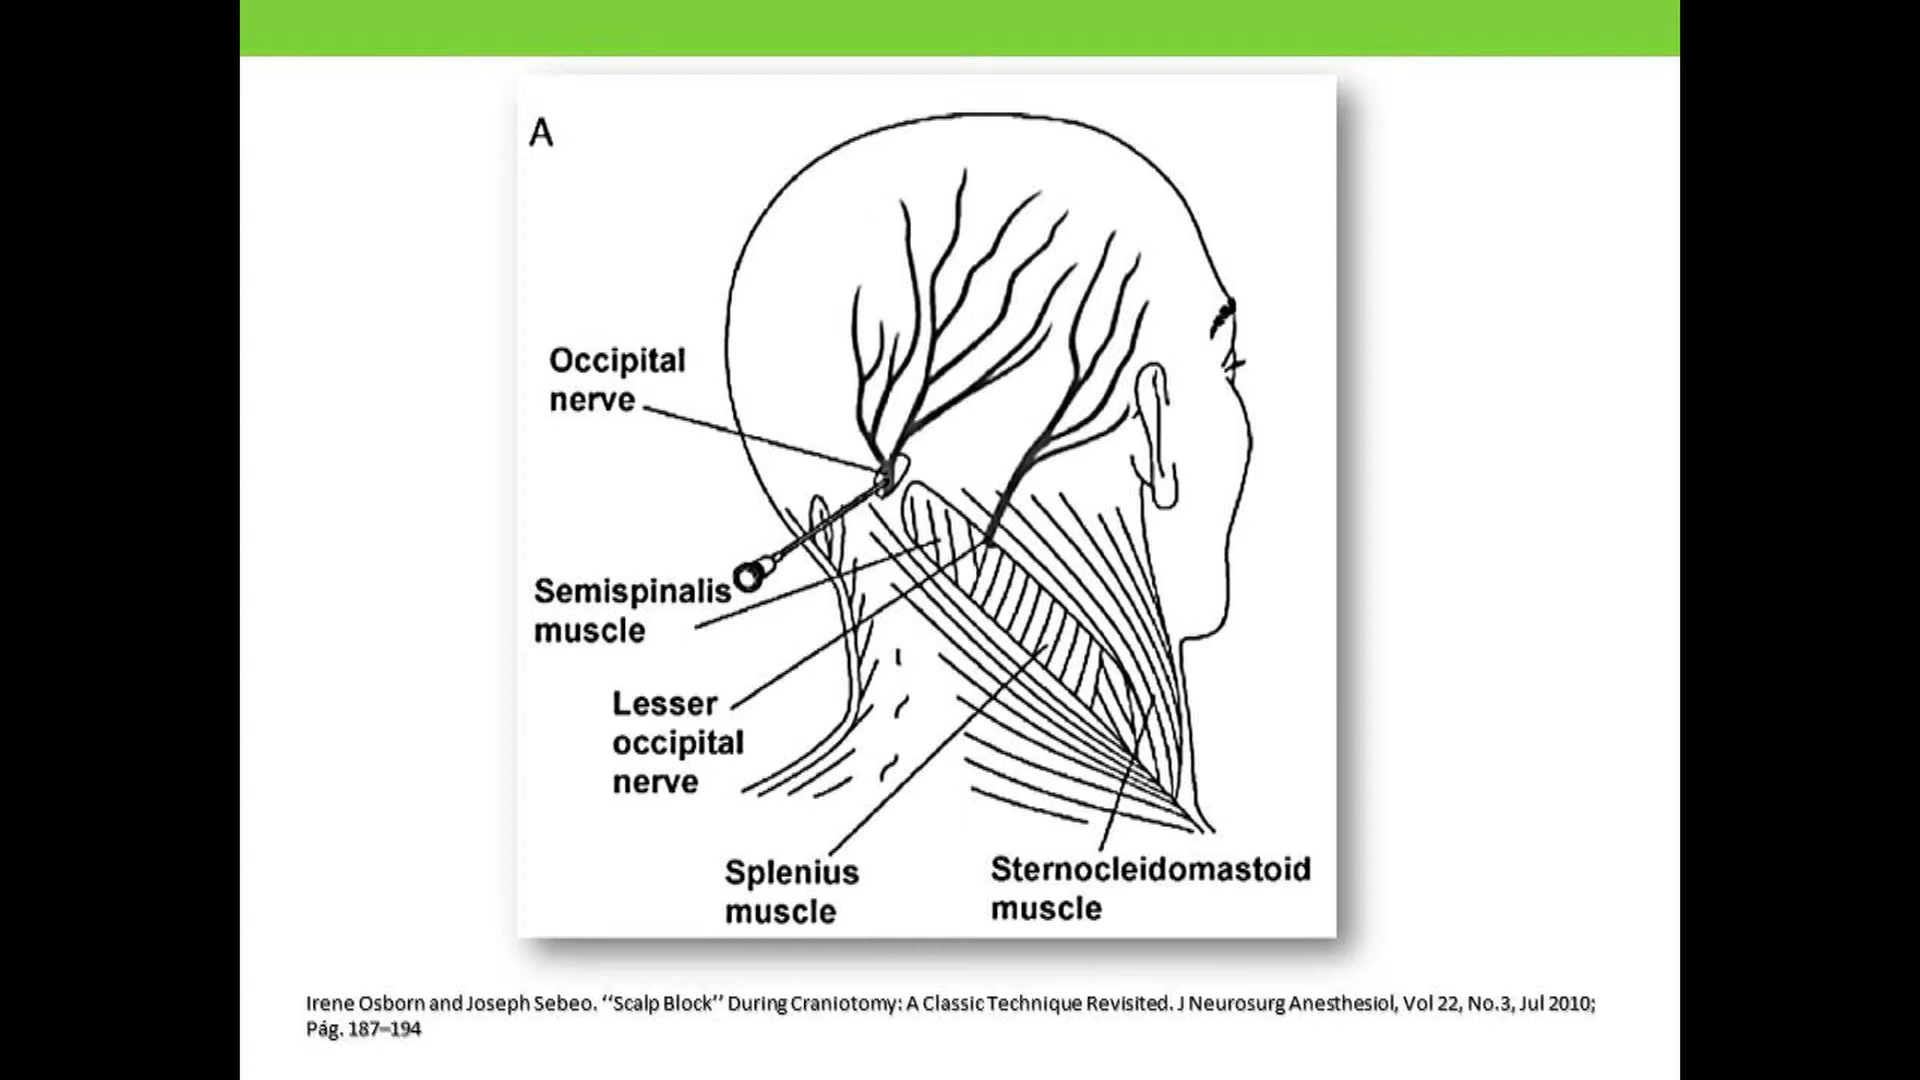 A
Occipital
nerve
Semispinalis
muscle
Lesser
occipital
nerve
Splenius
muscle
Sternocleidomastoid
muscle
Irene Osborn and Joseph Sebeo. ‘‘Scalp Block’’ During Craniotomy: A Classic Technique Revisited. J Neurosurg Anesthesiol, Vol 22, No.3, Jul 2010;
Pág. 187–194